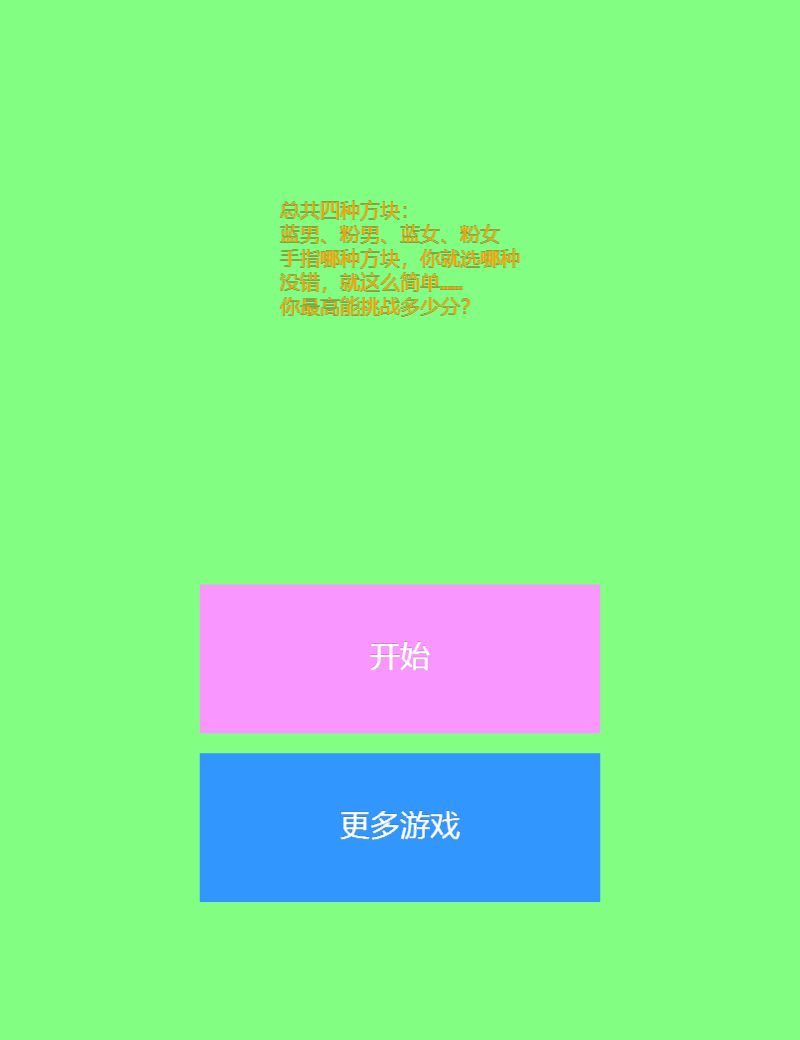 总共四种方块：
蓝男、粉男、蓝女、粉女
手指哪种方块，你就选哪种
没错，就这么简单……
你最高能挑战多少分？
开始
更多游戏